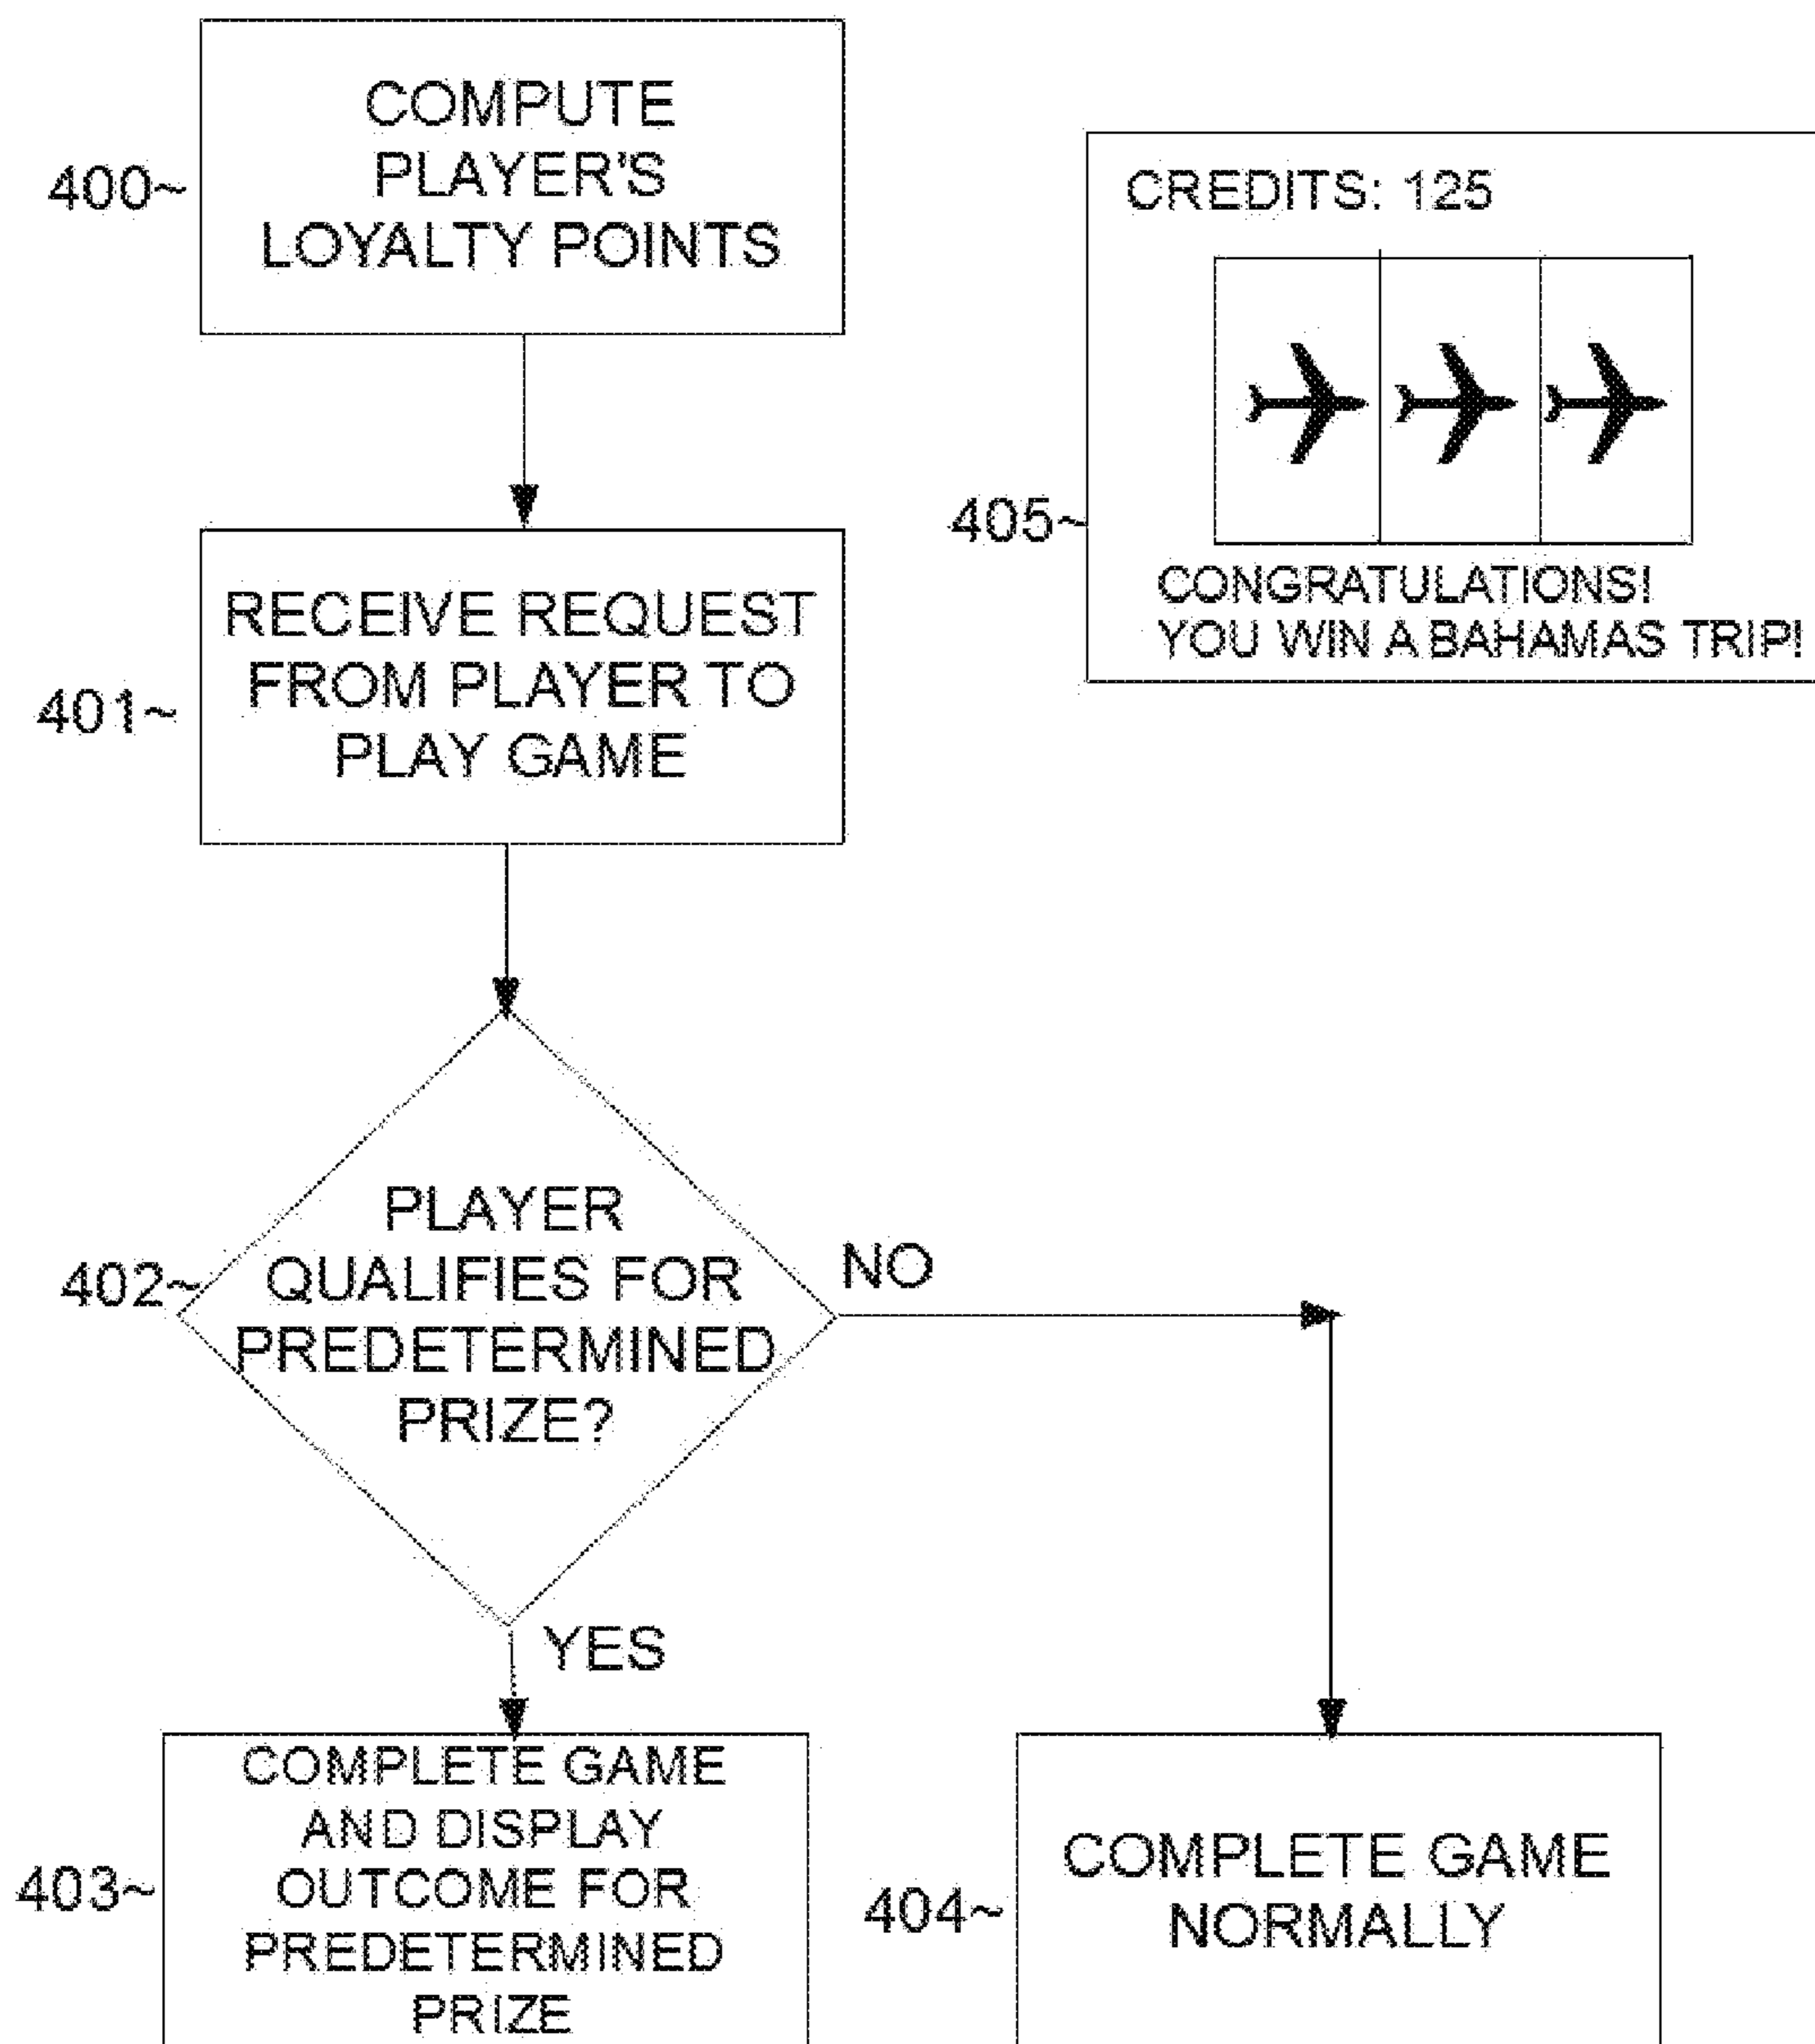 COMPUTE
PLAYER'S
LOYALTY POINTS
400~
CREDITS: 125
405~
CONGRATULATIONS!
YOU WIN A BAHAMAS TRIP!
RECEIVE REQUEST
FROM PLAYER TO
PLAY GAME
401~
PLAYER
QUALIFIES FOR
PREDETERMINED
PRIZE?
402~
NO
YES
COMPLETE GAME
AND DISPLAY
OUTCOME FOR
PREDETERMINED
PRIZE
403~
COMPLETE GAME
NORMALLY
404~